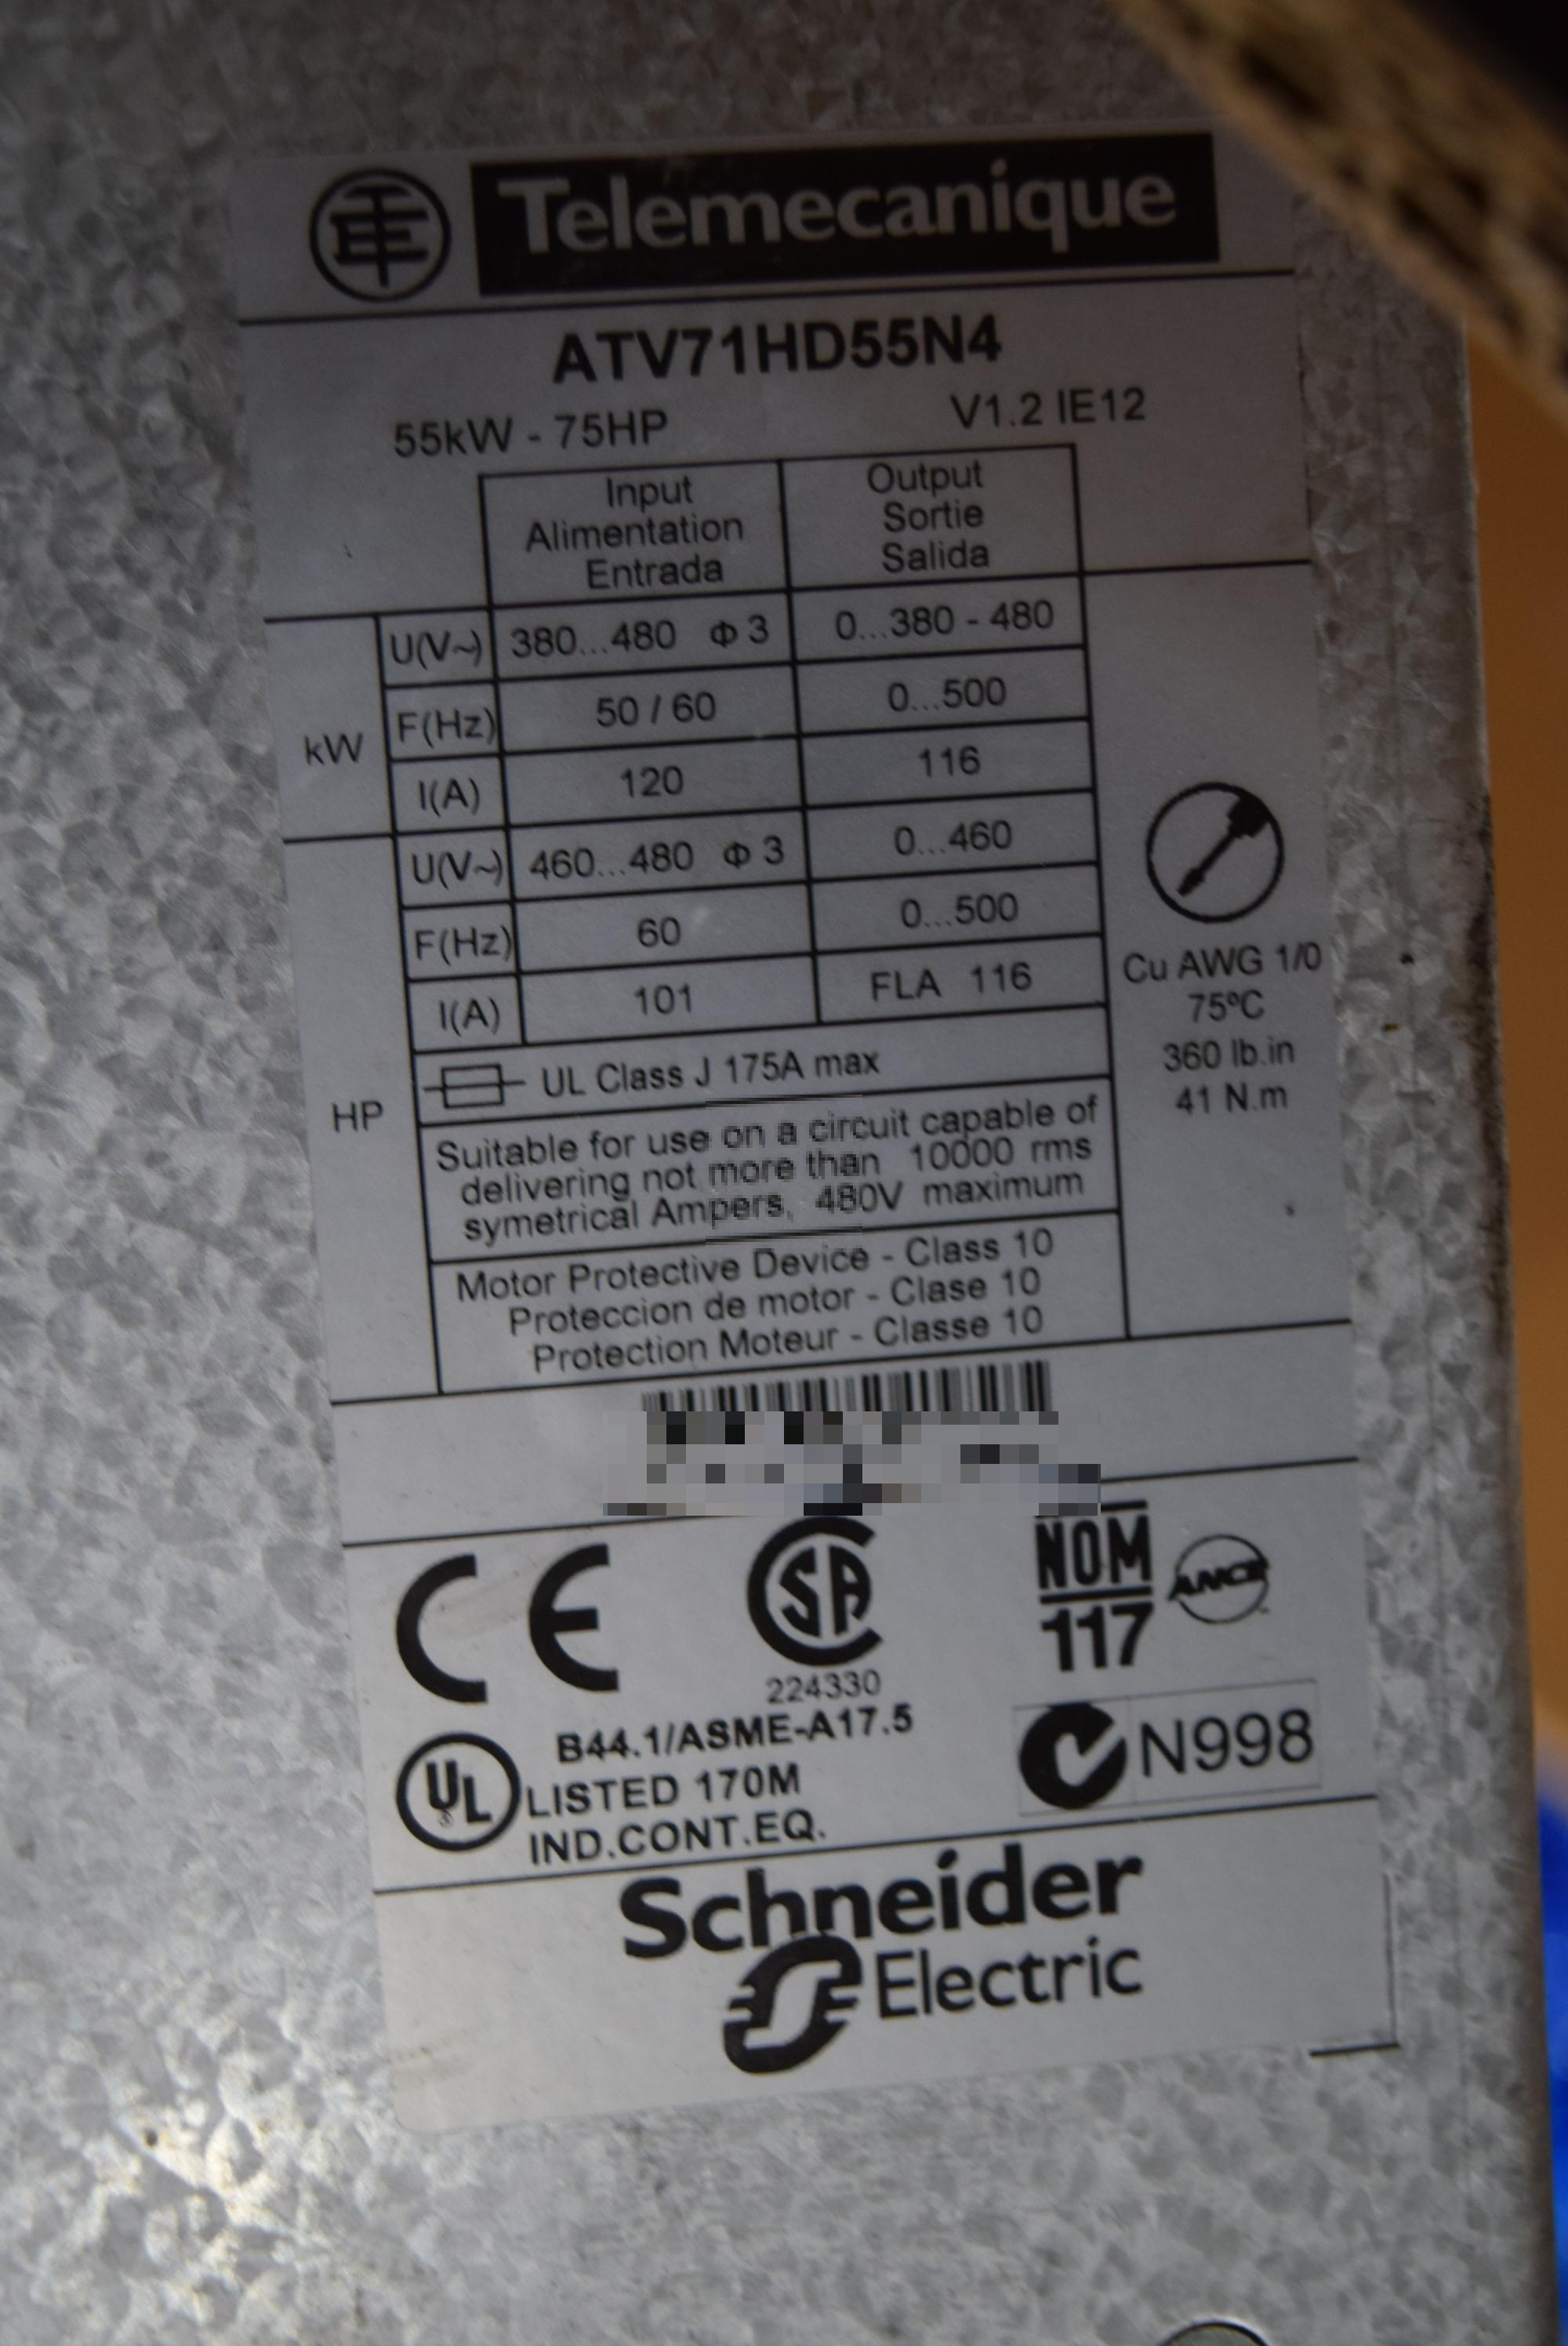 Telemecanique
ATV71HD55N4
55kW - 75HP V1.2 IE12
Input Output
Alimentation Sortie
Entrada Salida
kW
U(V~) 380...480 Φ 3 0...380 - 480
F(Hz) 50 / 60 0...500
I(A) 120 116
HP
U(V~) 460...480 Φ 3 0...460
F(Hz) 60 0...500
I(A) 101 FLA 116
UL Class J 175A max
Suitable for use on a circuit capable of
delivering not more than 10000 rms
symetrical Ampers, 480V maximum
Motor Protective Device - Class 10
Proteccion de motor - Clase 10
Protection Moteur - Classe 10
Cu AWG 1/0
75ºC
360 lb.in
41 N.m
CE
SA
224330
NOM
117
ANCE
B44.1/ASME-A17.5
UL
LISTED 170M
IND.CONT.EQ.
N998
Schneider
Electric